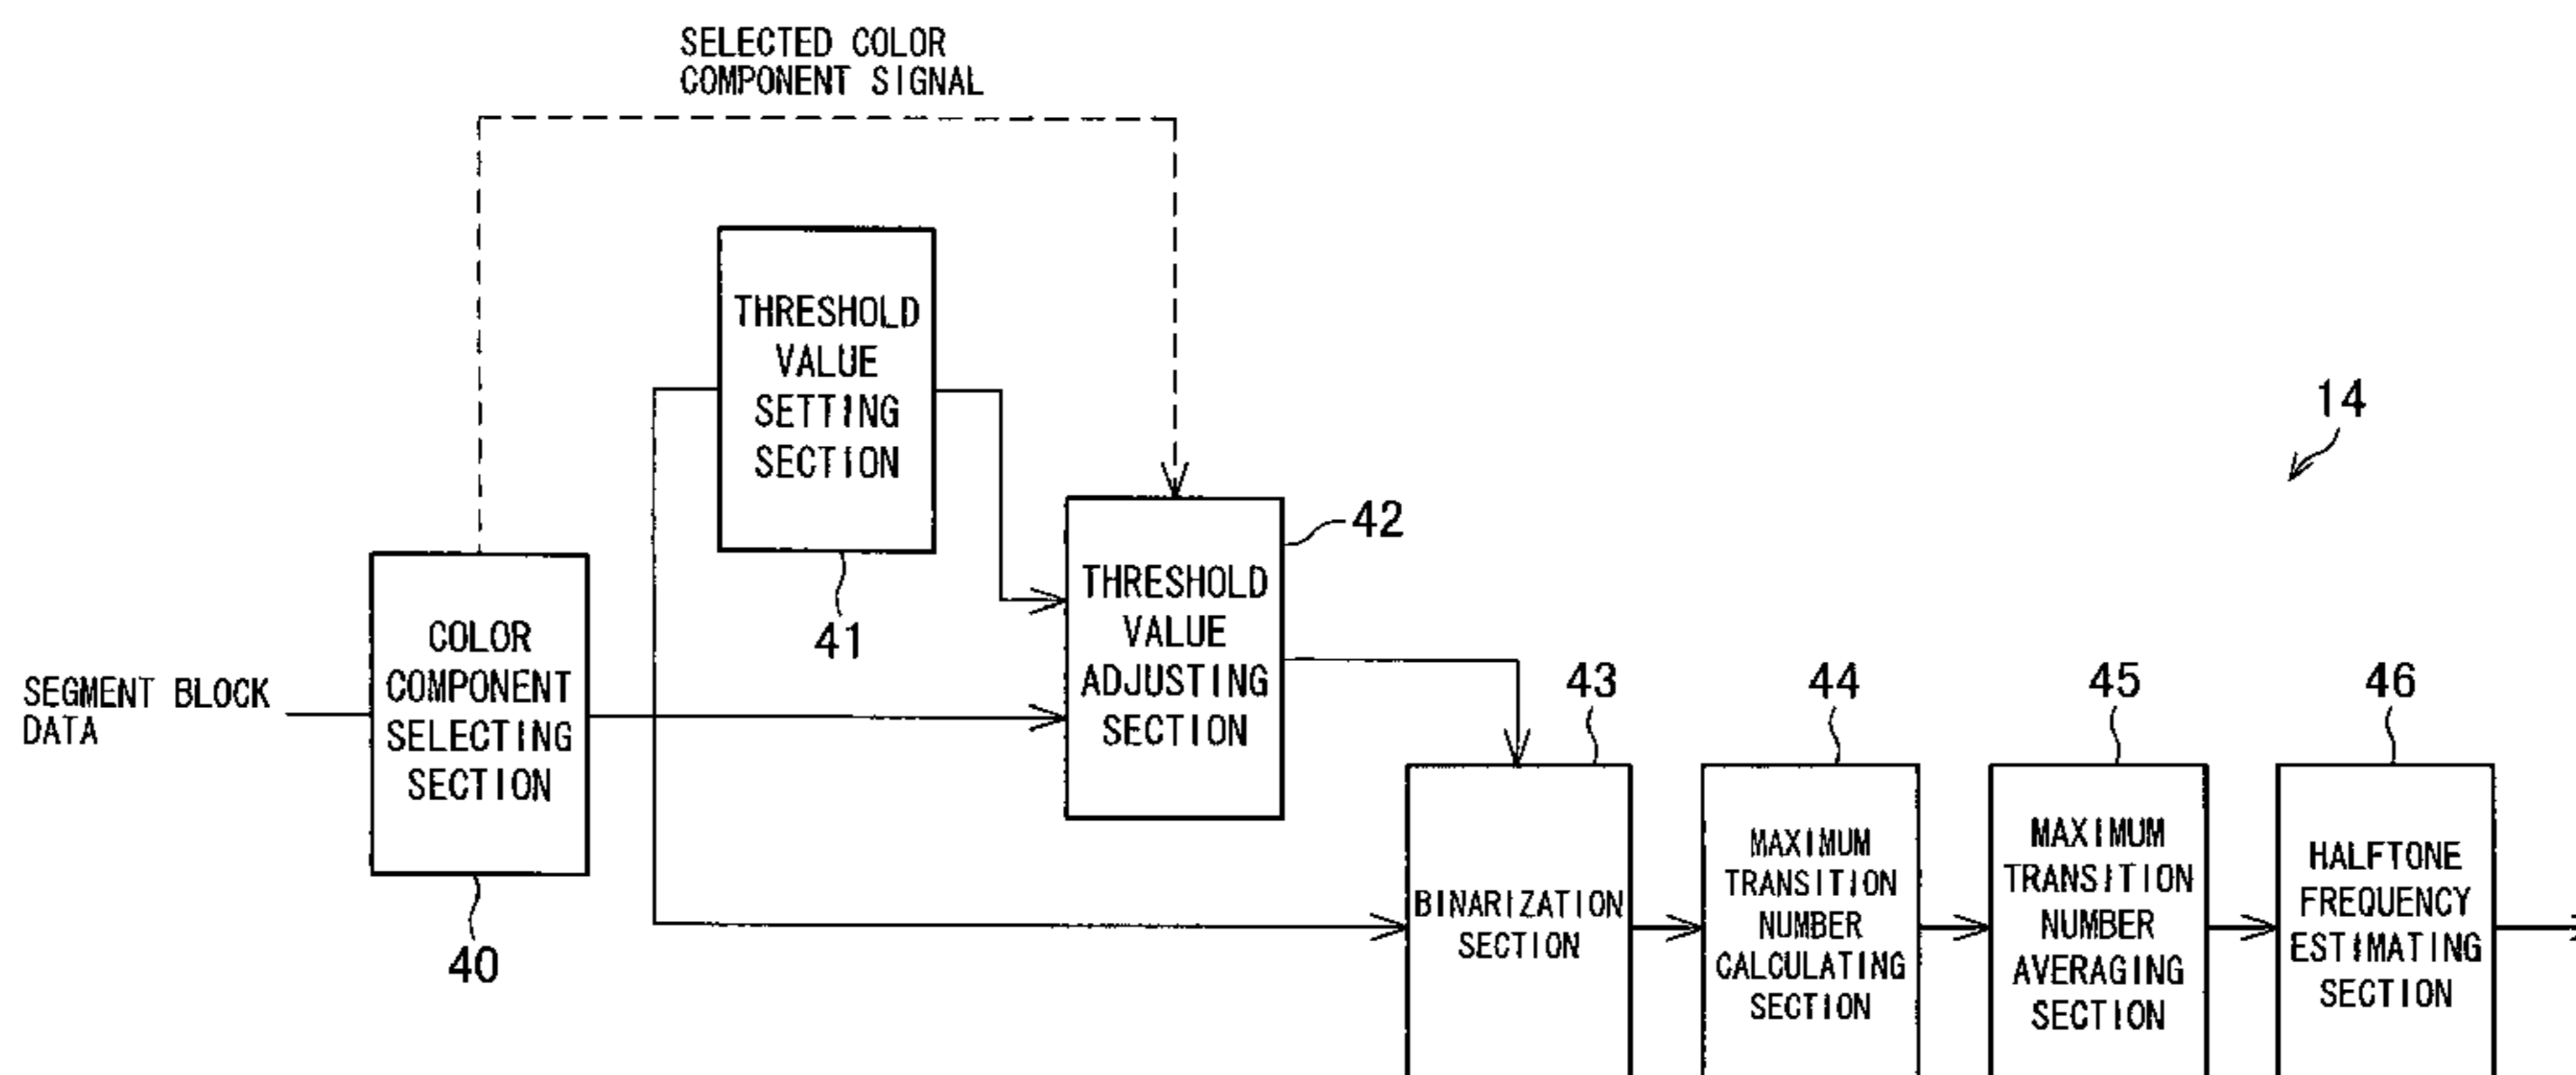 SELECTED COLOR
COMPONENT SIGNAL
THRESHOLD
VALUE
SETTING
SECTION
41
14
42
THRESHOLD
VALUE
ADJUSTING
SECTION
SEGMENT BLOCK
DATA
COLOR
COMPONENT
SELECTING
SECTION
40
43
BINARIZATION
SECTION
44
MAXIMUM
TRANSITION
NUMBER
CALCULATING
SECTION
45
MAXIMUM
TRANSITION
NUMBER
AVERAGING
SECTION
46
HALFTONE
FREQUENCY
ESTIMATING
SECTION